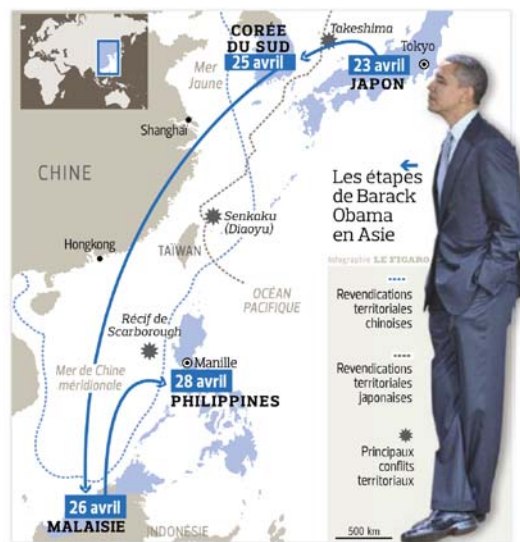 CORÉE
DU SUD
25 avril
Takeshima
Tokyo
23 avril
JAPON
Mer
Jaune
Shanghaï
CHINE
Les étapes
de Barack
Obama
en Asie
Infographie LE FIGARO
Senkaku
(Diaoyu)
Hongkong
TAÏWAN
OCÉAN
PACIFIQUE
Revendications
territoriales
chinoises
Récif de
Scarborough
Mer de Chine
méridionale
Manille
28 avril
PHILIPPINES
Revendications
territoriales
japonaises
Principaux
conflits
territoriaux
26 avril
MALAISIE
INDONÉSIE
500 km